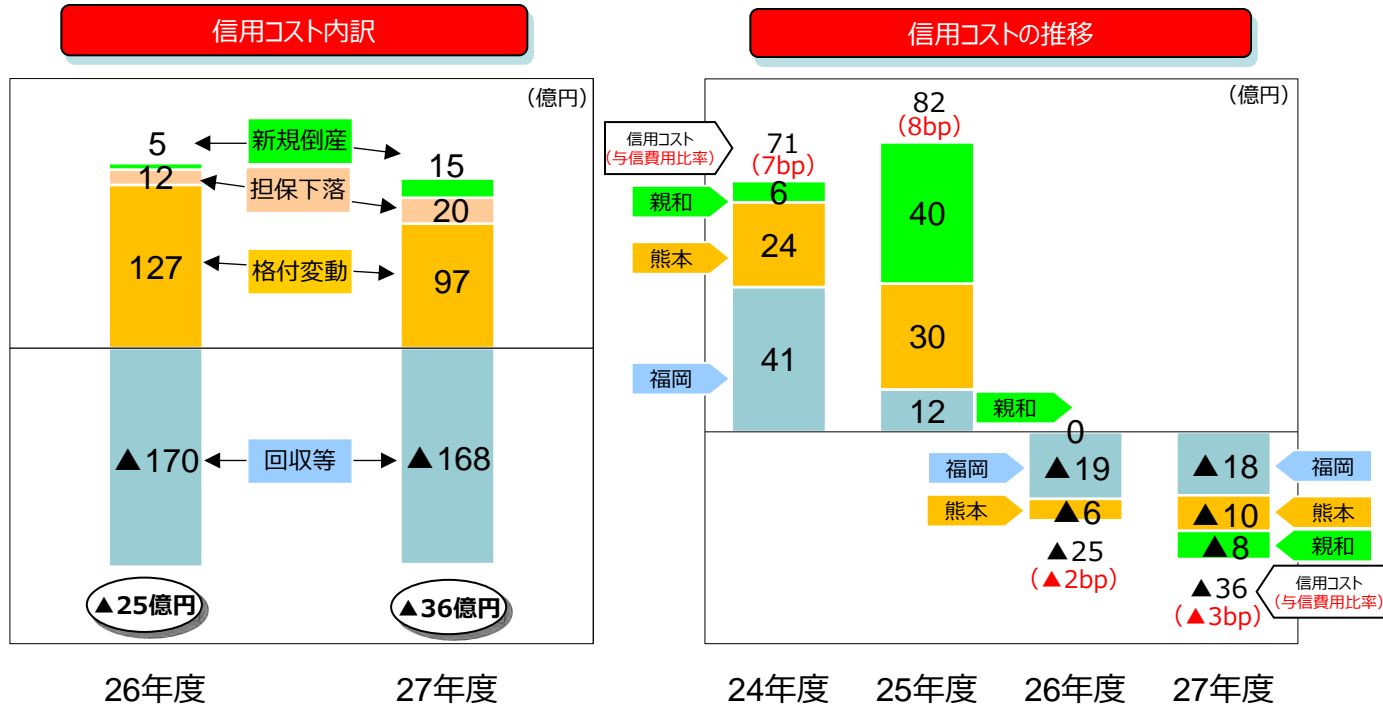 信用コスト内訳
(億円)
5
新規倒産
15
12
担保下落
20
127
格付変動
97
▲170
回収等
▲168
▲25億円
▲36億円
26年度
27年度
信用コストの推移
(億円)
信用コスト
(与信費用比率)
71
(7bp)
82
(8bp)
親和
6
40
熊本
24
30
福岡
41
12
親和
0
福岡
▲19
▲18
福岡
熊本
▲6
▲10
熊本
▲8
親和
▲25
(▲2bp)
▲36
(▲3bp)
信用コスト
(与信費用比率)
24年度
25年度
26年度
27年度